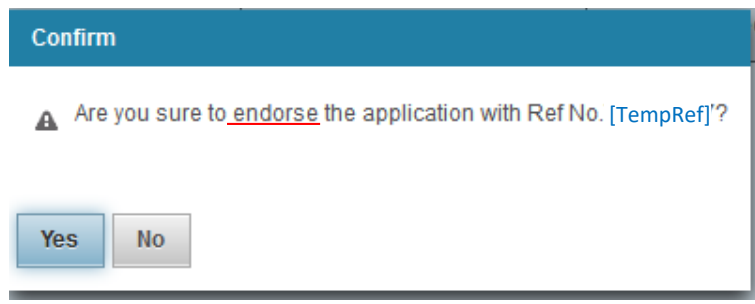 Confirm
Are you sure to endorse the application with Ref No. [TempRef]'?
Yes No